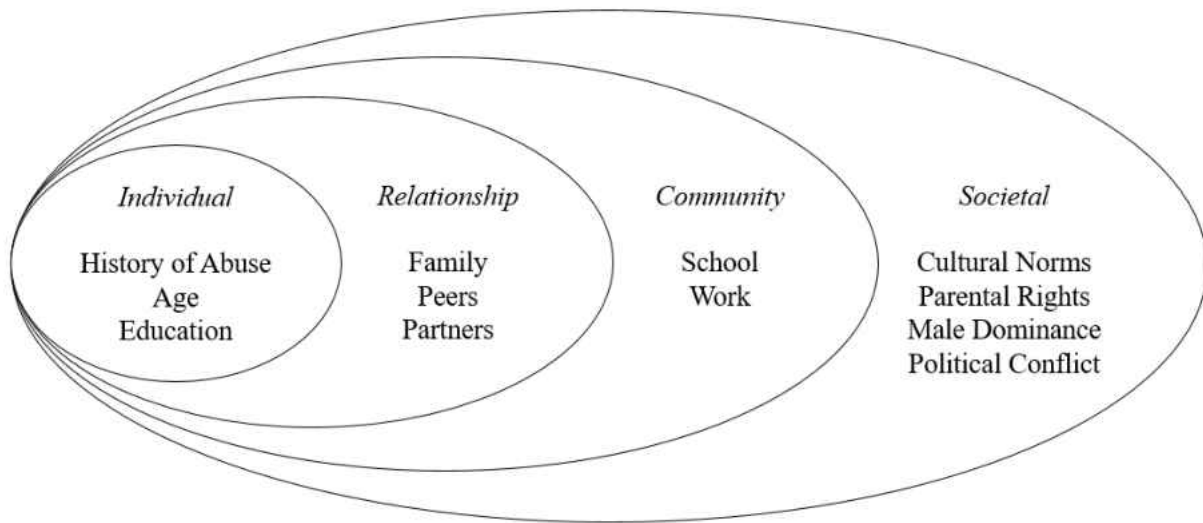 Individual
History of Abuse
Age
Education
Relationship
Family
Peers
Partners
Community
School
Work
Societal
Cultural Norms
Parental Rights
Male Dominance
Political Conflict